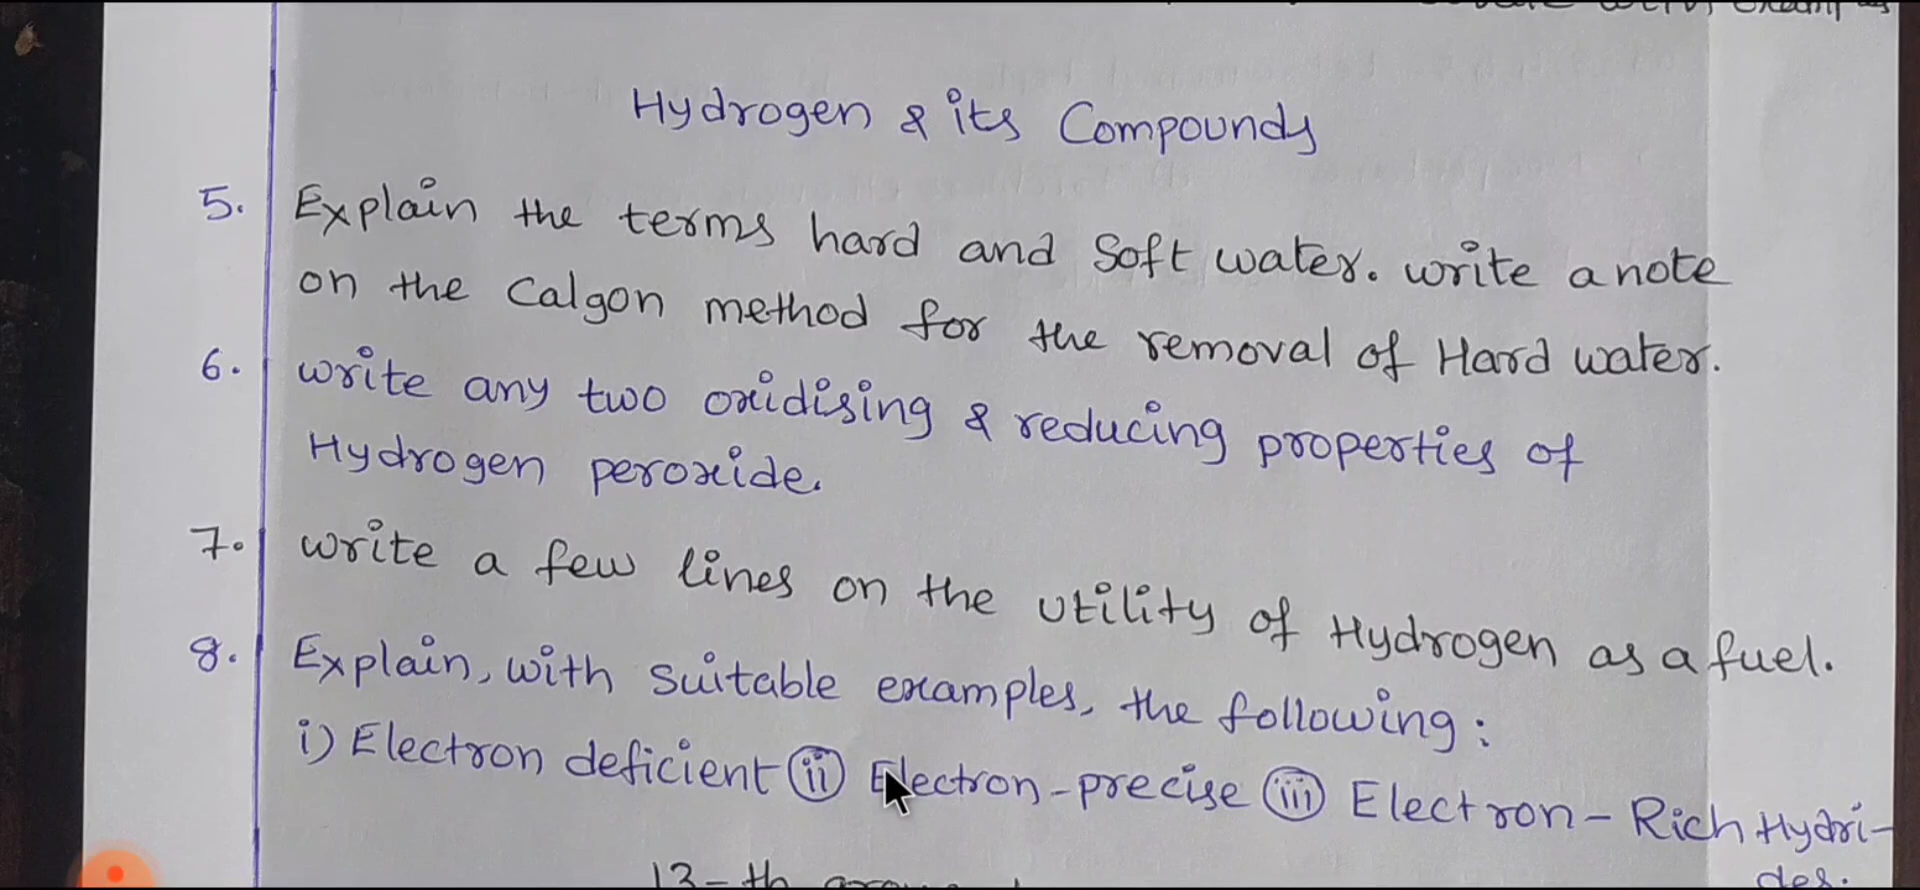 Hydrogen & its Compounds
5. Explain the terms hard and Soft water. write a note
on the Calgon method for the removal of Hard water.
6. write any two oxidising & reducing properties of
Hydrogen peroxide.
7. write a few lines on the utility of Hydrogen as a fuel.
8. Explain, with suitable examples, the following:
i) Electron deficient (ii) Electron-precise (iii) Electron-Rich Hydri-
des.
13-th